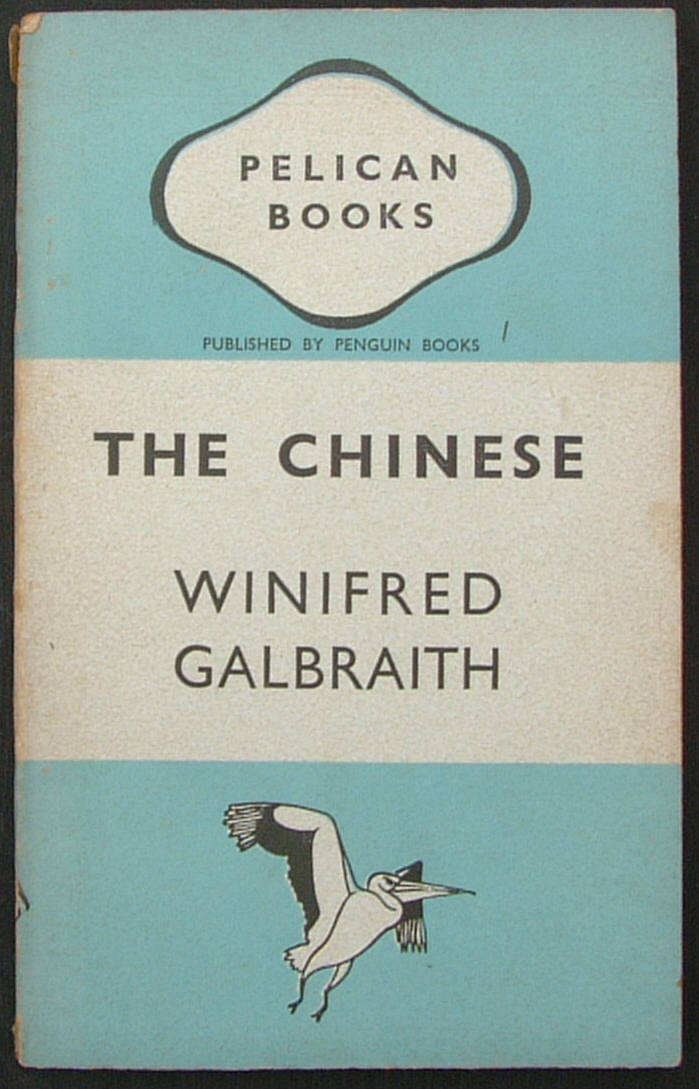 PELICAN
BOOKS
PUBLISHED BY PENGUIN BOOKS
THE CHINESE
WINIFRED
GALBRAITH